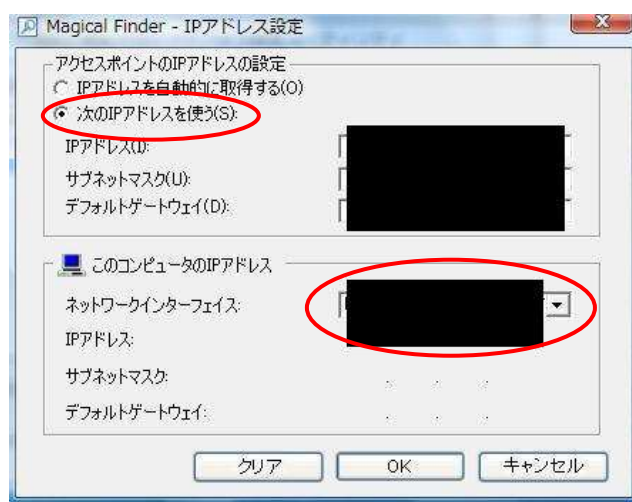 Magical Finder - IPアドレス設定
アクセスポイントのIPアドレスの設定
IPアドレスを自動的に取得する(O)
次のIPアドレスを使う(S):
IPアドレス(I):
サブネットマスク(U):
デフォルトゲートウェイ(D):
このコンピュータのIPアドレス
ネットワークインターフェイス:
IPアドレス:
サブネットマスク: . . .
デフォルトゲートウェイ: . . .
クリア OK キャンセル